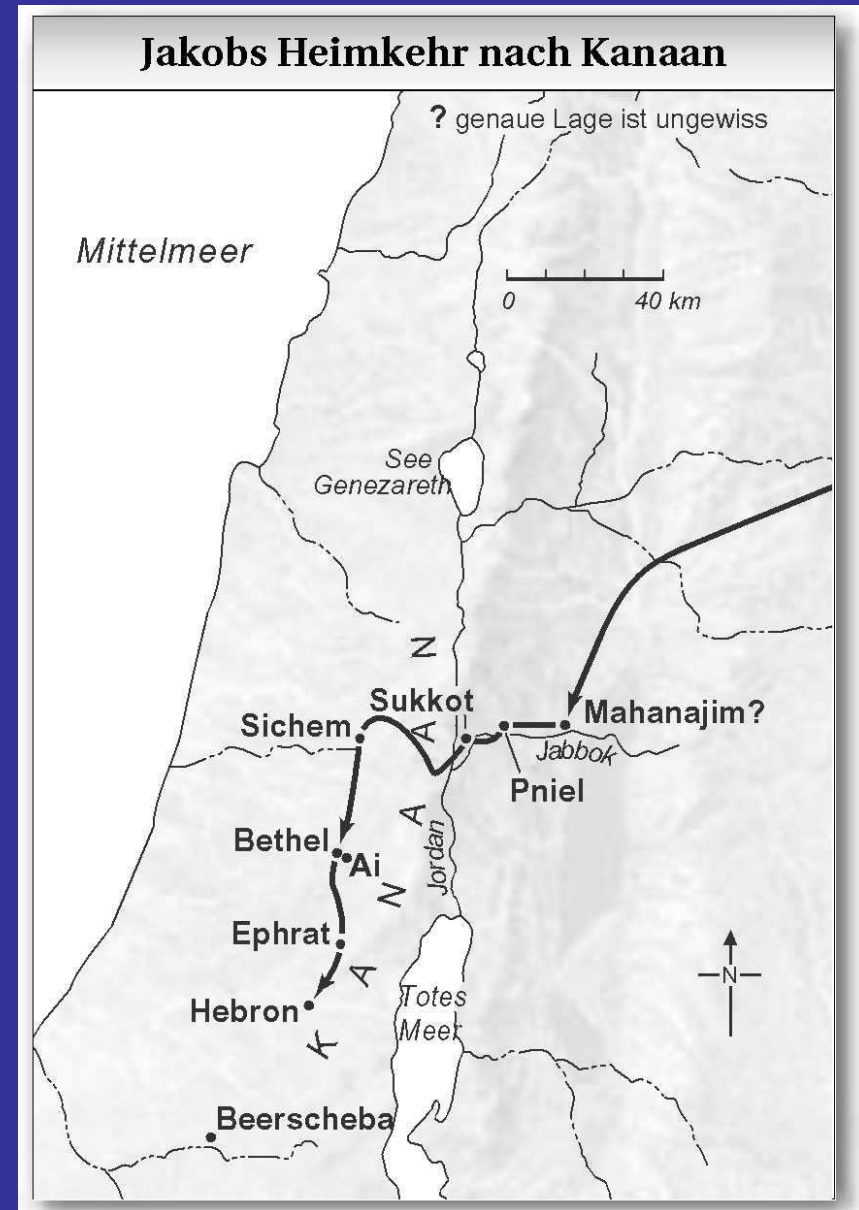 Jakobs Heimkehr nach Kanaan
? genaue Lage ist ungewiss
Mittelmeer
0 40 km
See
Genezareth
KANAAN
Sukkot
Sichem
Mahanajim?
Jabbok
Pniel
Bethel
Ai
Jordan
Ephrat
N
Hebron
Totes
Meer
Beerscheba